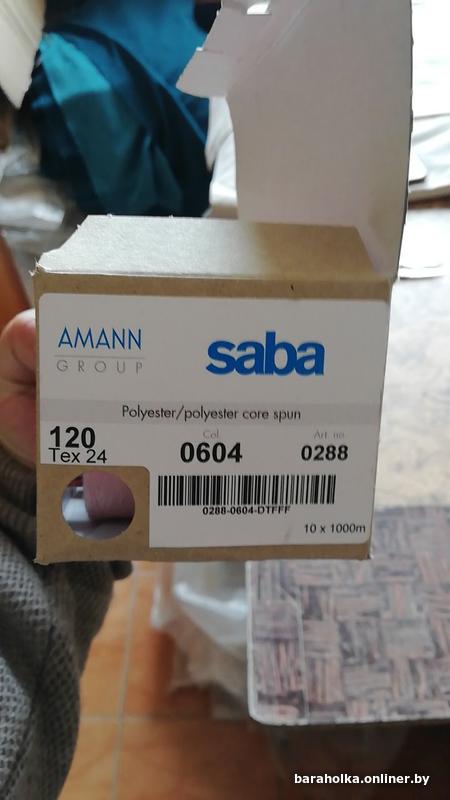 AMANN
GROUP
saba
Polyester/polyester core spun
120
Tex 24
Col.
0604
Art. no.
0288
0288-0604-DTFFF
10 x 1000m
baraholka.onliner.by